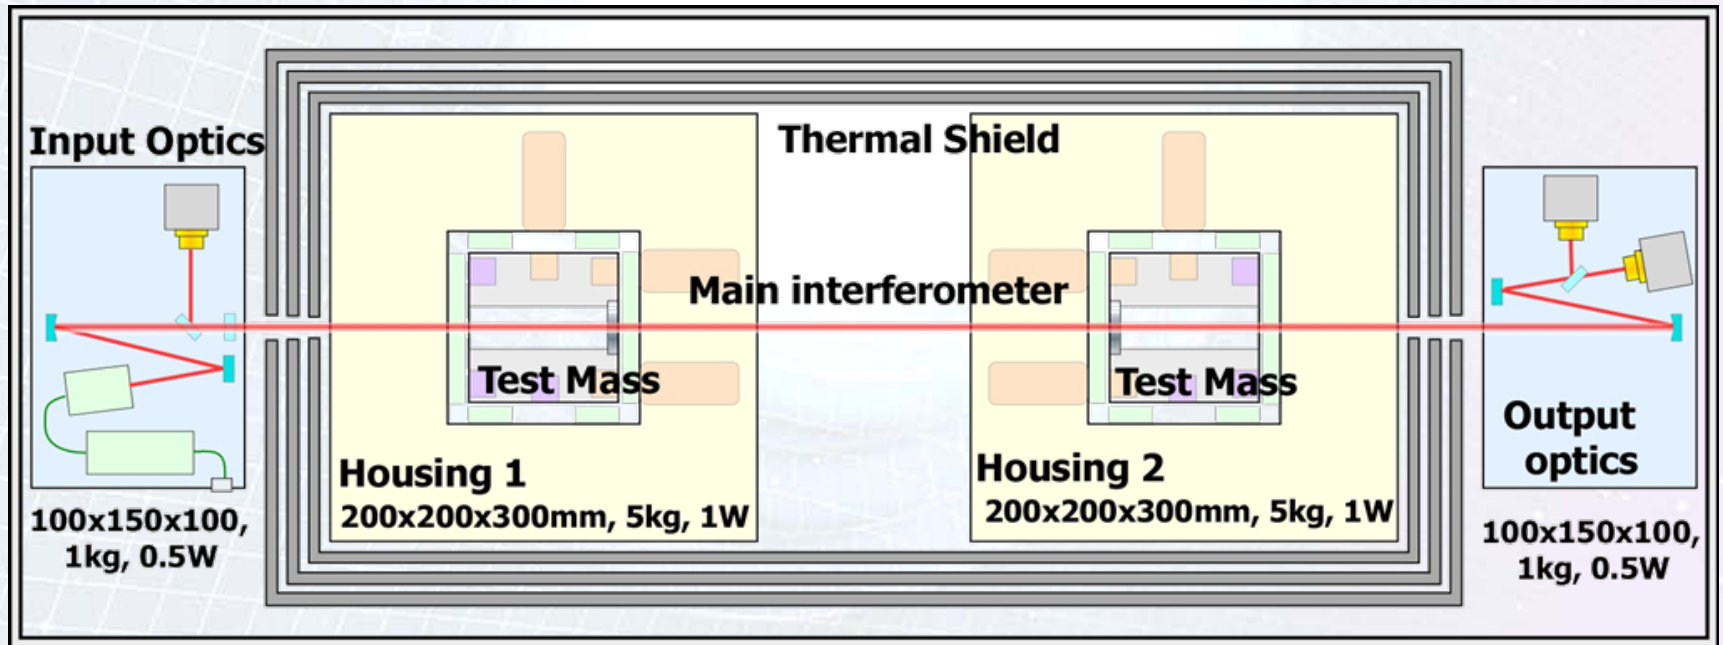 Input Optics
Thermal Shield
Main interferometer
Test Mass
Test Mass
Housing 1
200x200x300mm, 5kg, 1W
Housing 2
200x200x300mm, 5kg, 1W
Output
optics
100x150x100,
1kg, 0.5W
100x150x100,
1kg, 0.5W